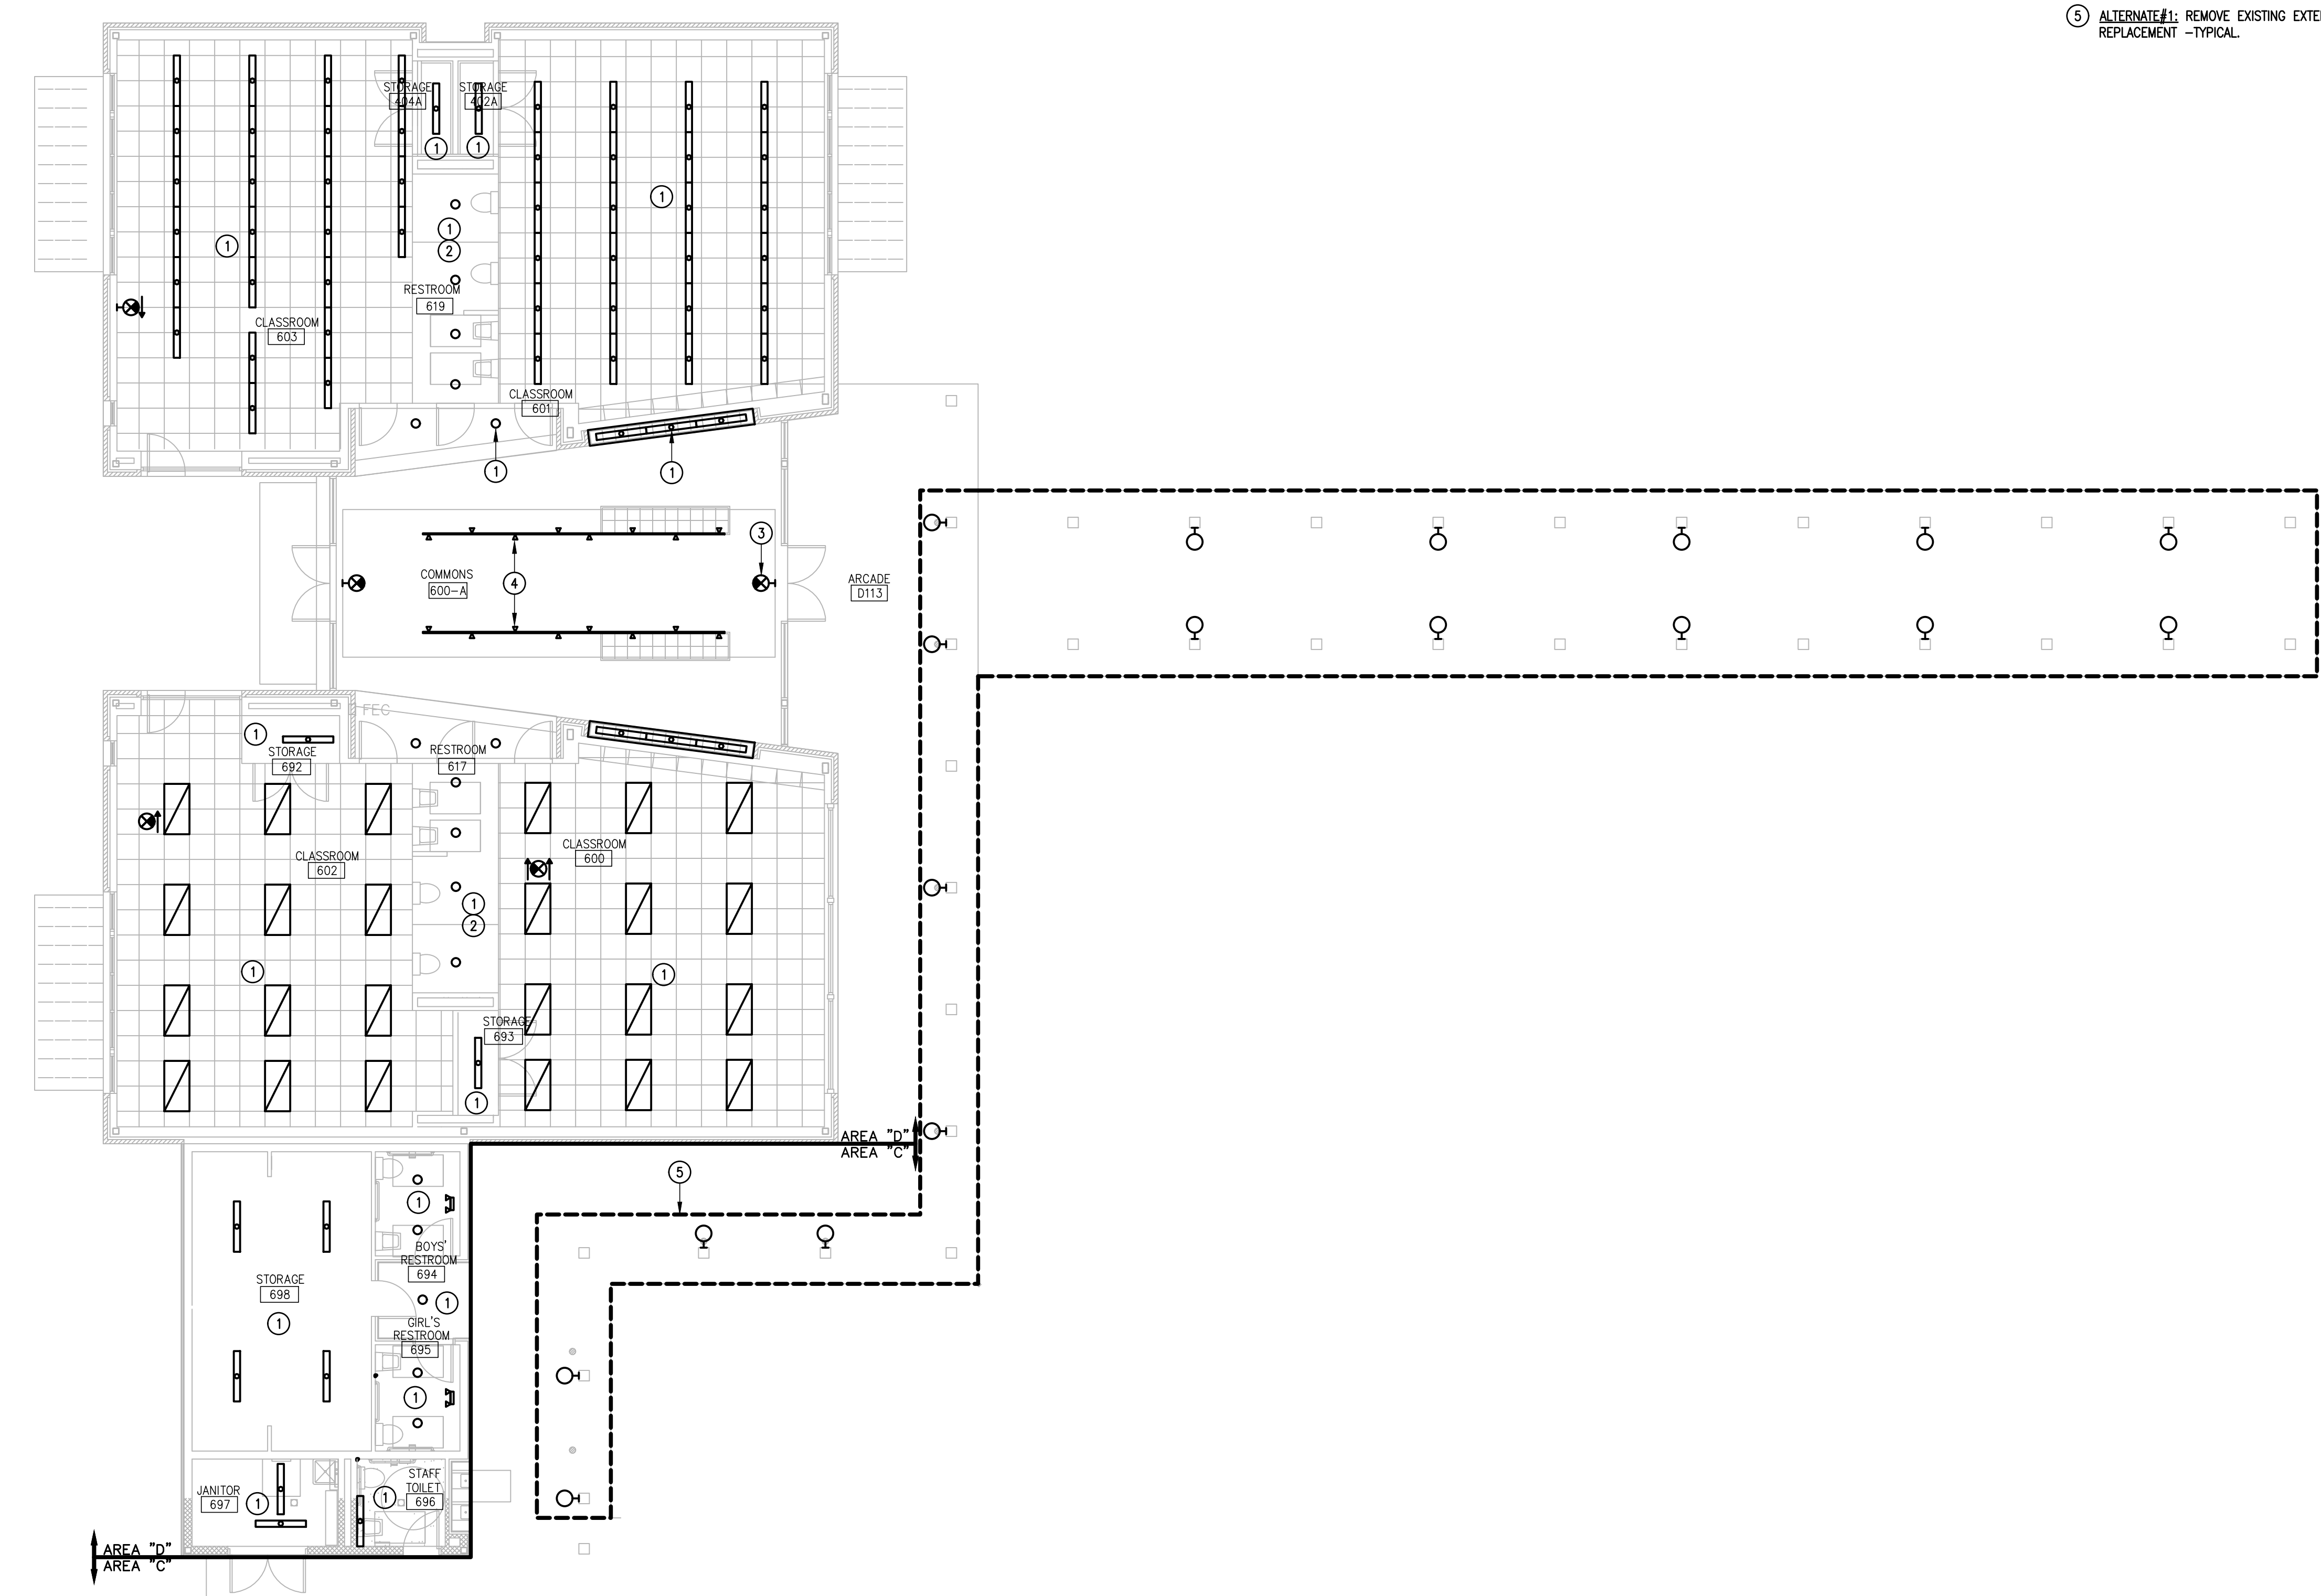 5 ALTERNATE#1: REMOVE EXISTING
REPLACEMENT -TYPICAL.
STORAGE
404A
STORAGE
402A
1
1
1
1
1
2
RESTROOM
619
CLASSROOM
603
CLASSROOM
601
1
1
3
COMMONS
600-A
4
ARCADE
D113
FEC
1
STORAGE
692
RESTROOM
617
CLASSROOM
602
CLASSROOM
600
1
2
1
1
STORAGE
693
1
AREA "D"
AREA "C"
5
1
BOYS'
RESTROOM
694
STORAGE
698
1
1
GIRL'S
RESTROOM
695
1
STAFF
TOILET
696
JANITOR
697
1
1
AREA "D"
AREA "C"